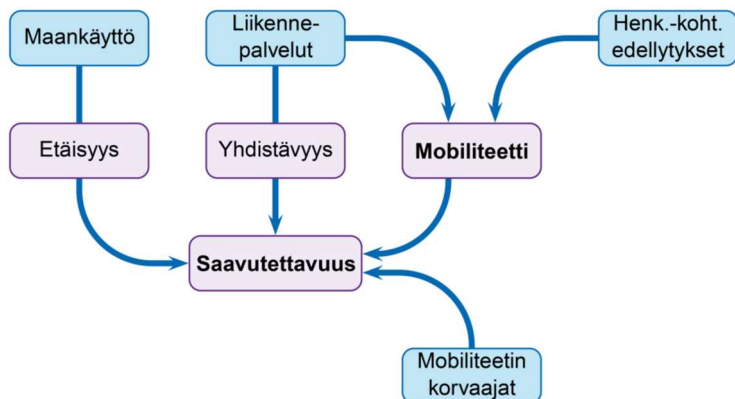 Maankäyttö
Liikenne-
palvelut
Henk.-koht.
edellytykset
Etäisyys
Yhdistävyys
Mobiliteetti
Saavutettavuus
Mobiliteetin
korvaajat